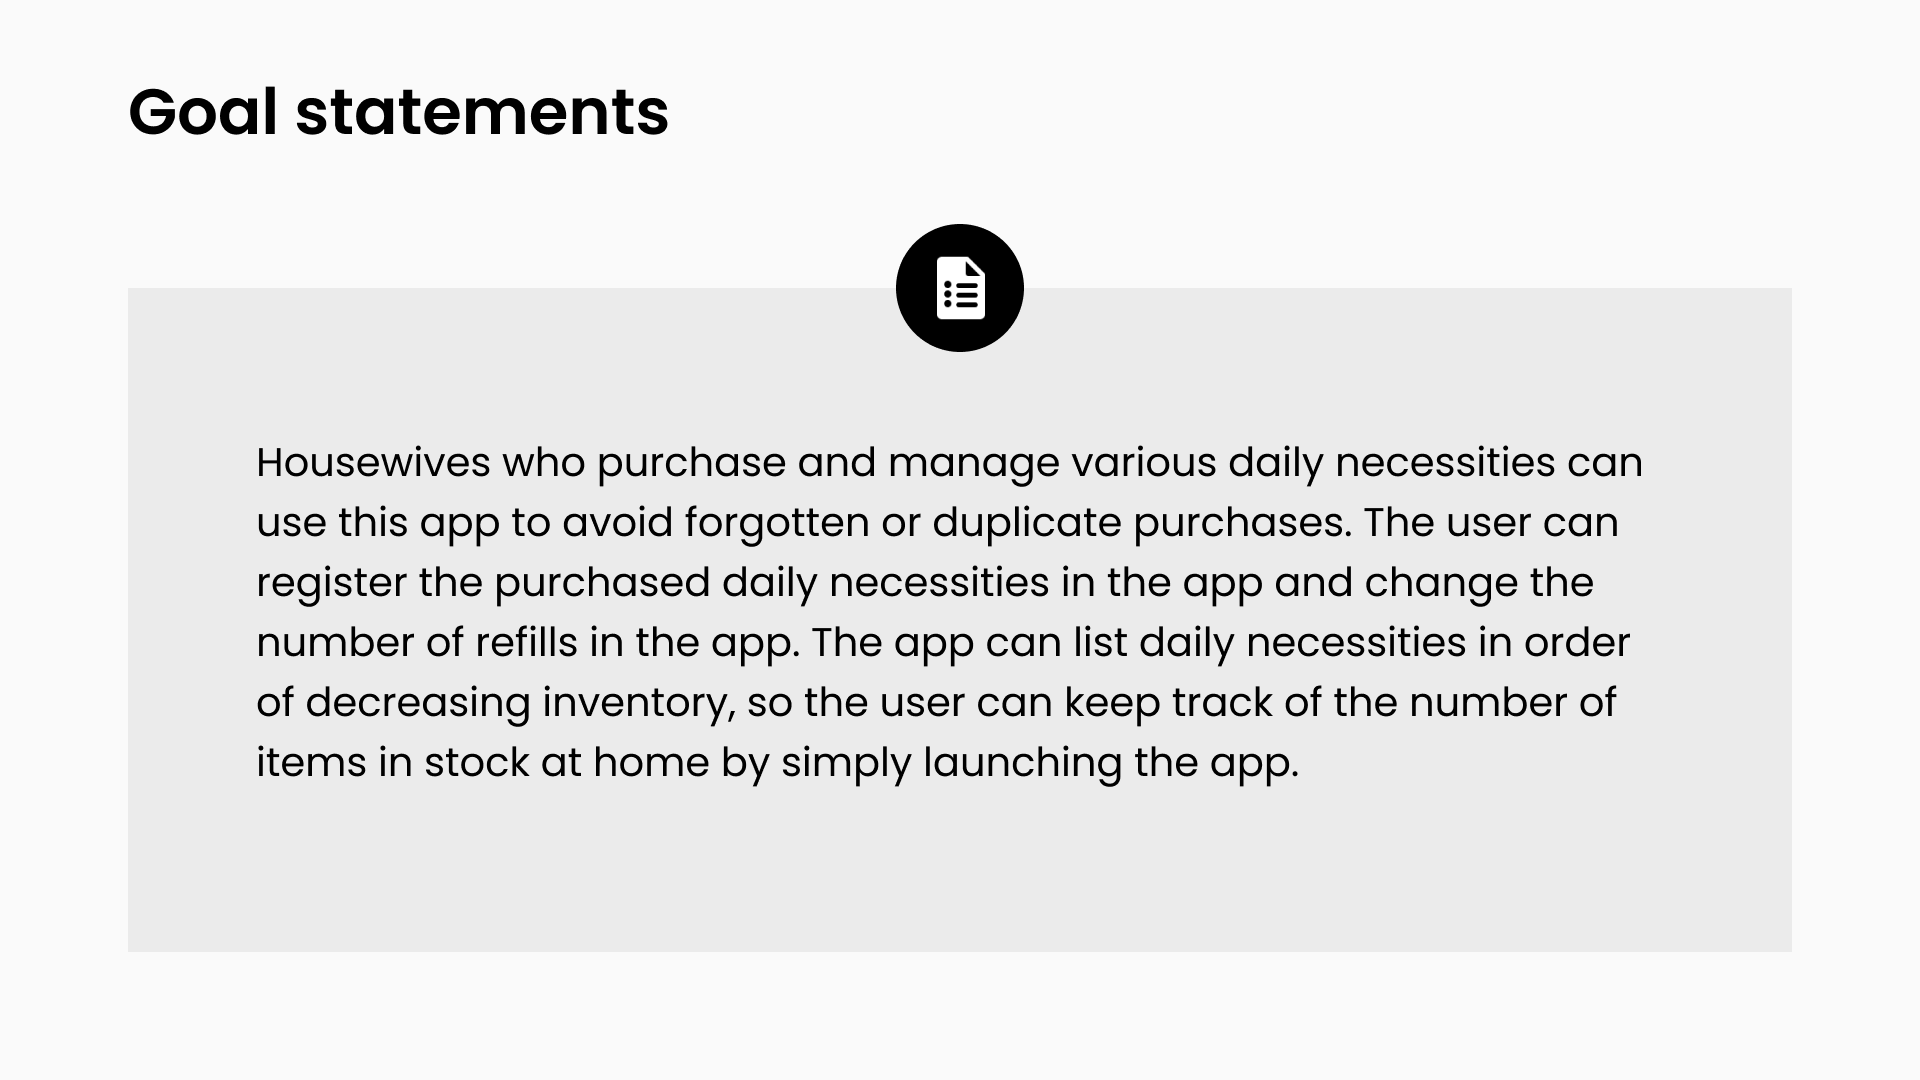 Goal statements
Housewives who purchase and manage various daily necessities can
use this app to avoid forgotten or duplicate purchases. The user can
register the purchased daily necessities in the app and change the
number of refills in the app. The app can list daily necessities in order
of decreasing inventory, so the user can keep track of the number of
items in stock at home by simply launching the app.